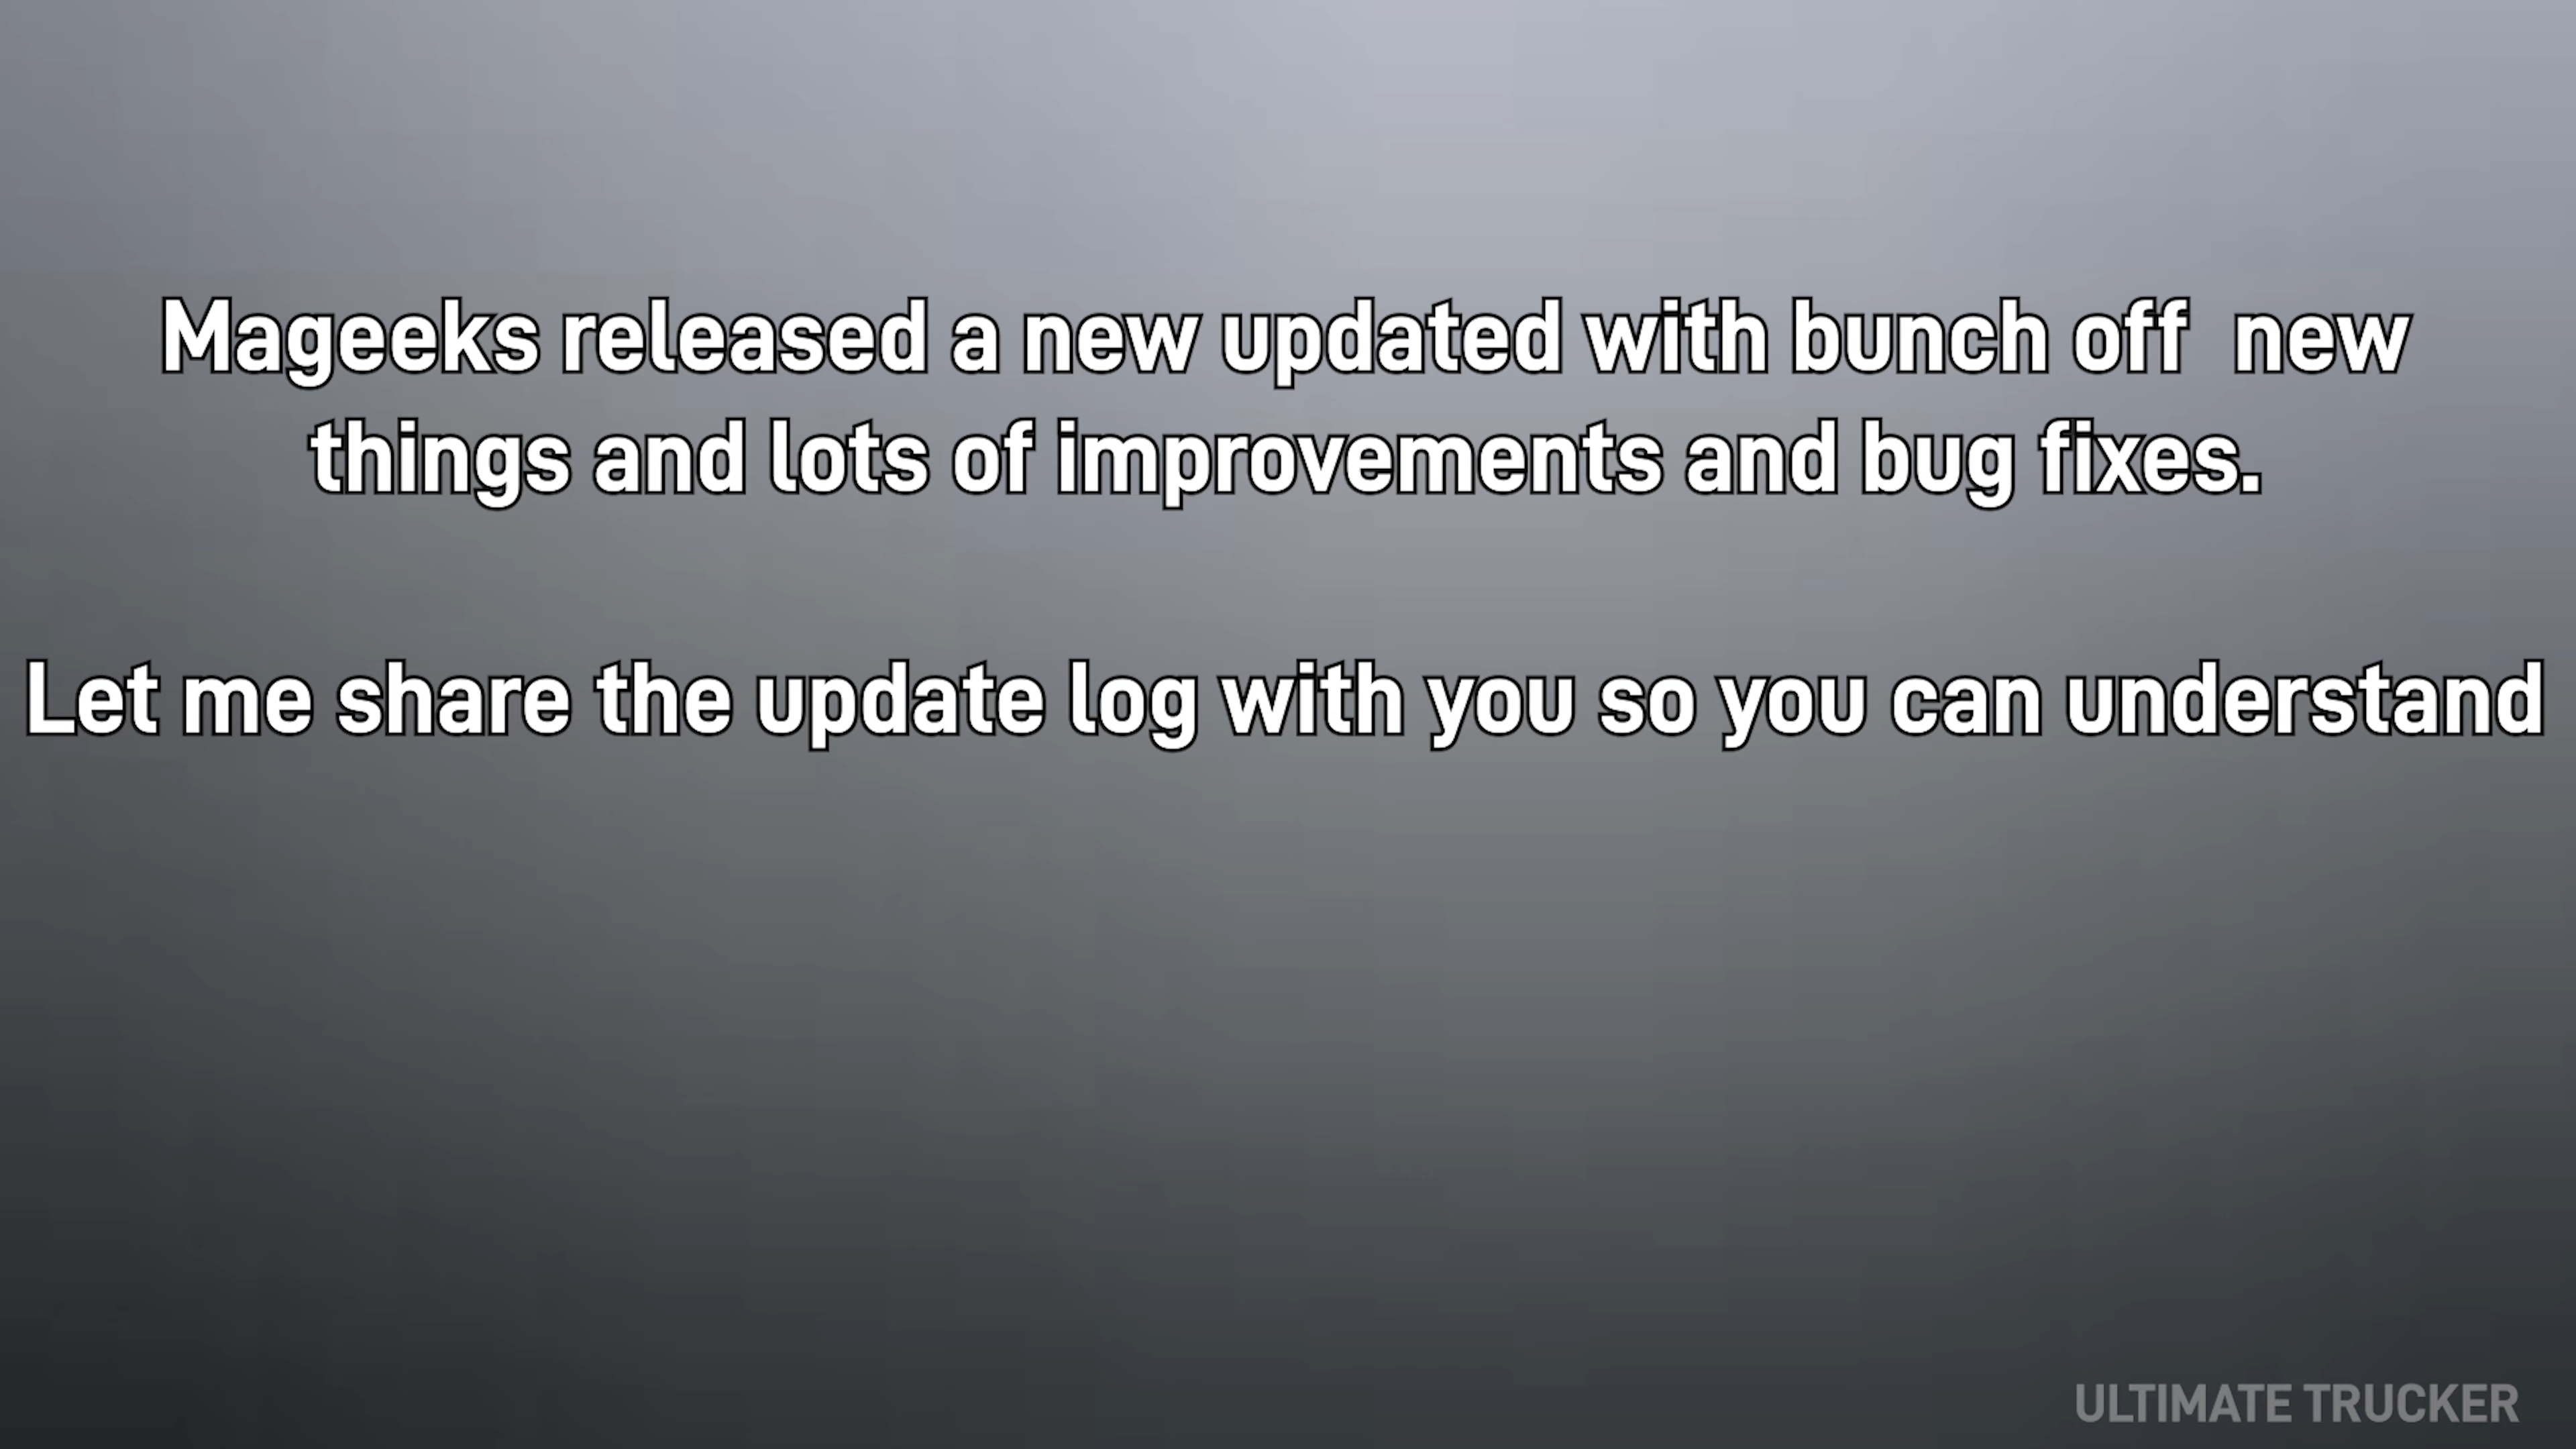 Mageeks released a new updated with bunch off  new
things and lots of improvements and bug fixes.
Let me share the update log with you so you can understand
ULTIMATE TRUCKER